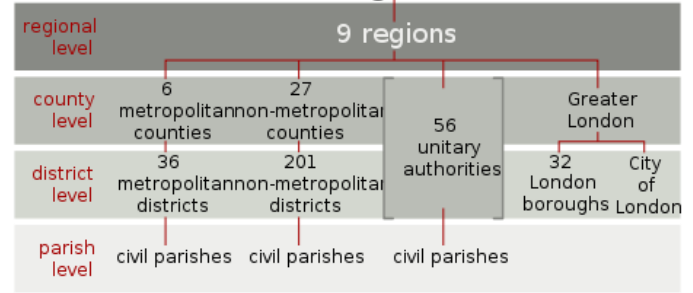 regional
level
9 regions
county
level
6
metropolitan
counties
27
non-metropolitan
counties
56
unitary
authorities
Greater
London
district
level
36
metropolitan
districts
201
non-metropolitan
districts
32
London
boroughs
City
of
London
parish
level
civil parishes
civil parishes
civil parishes